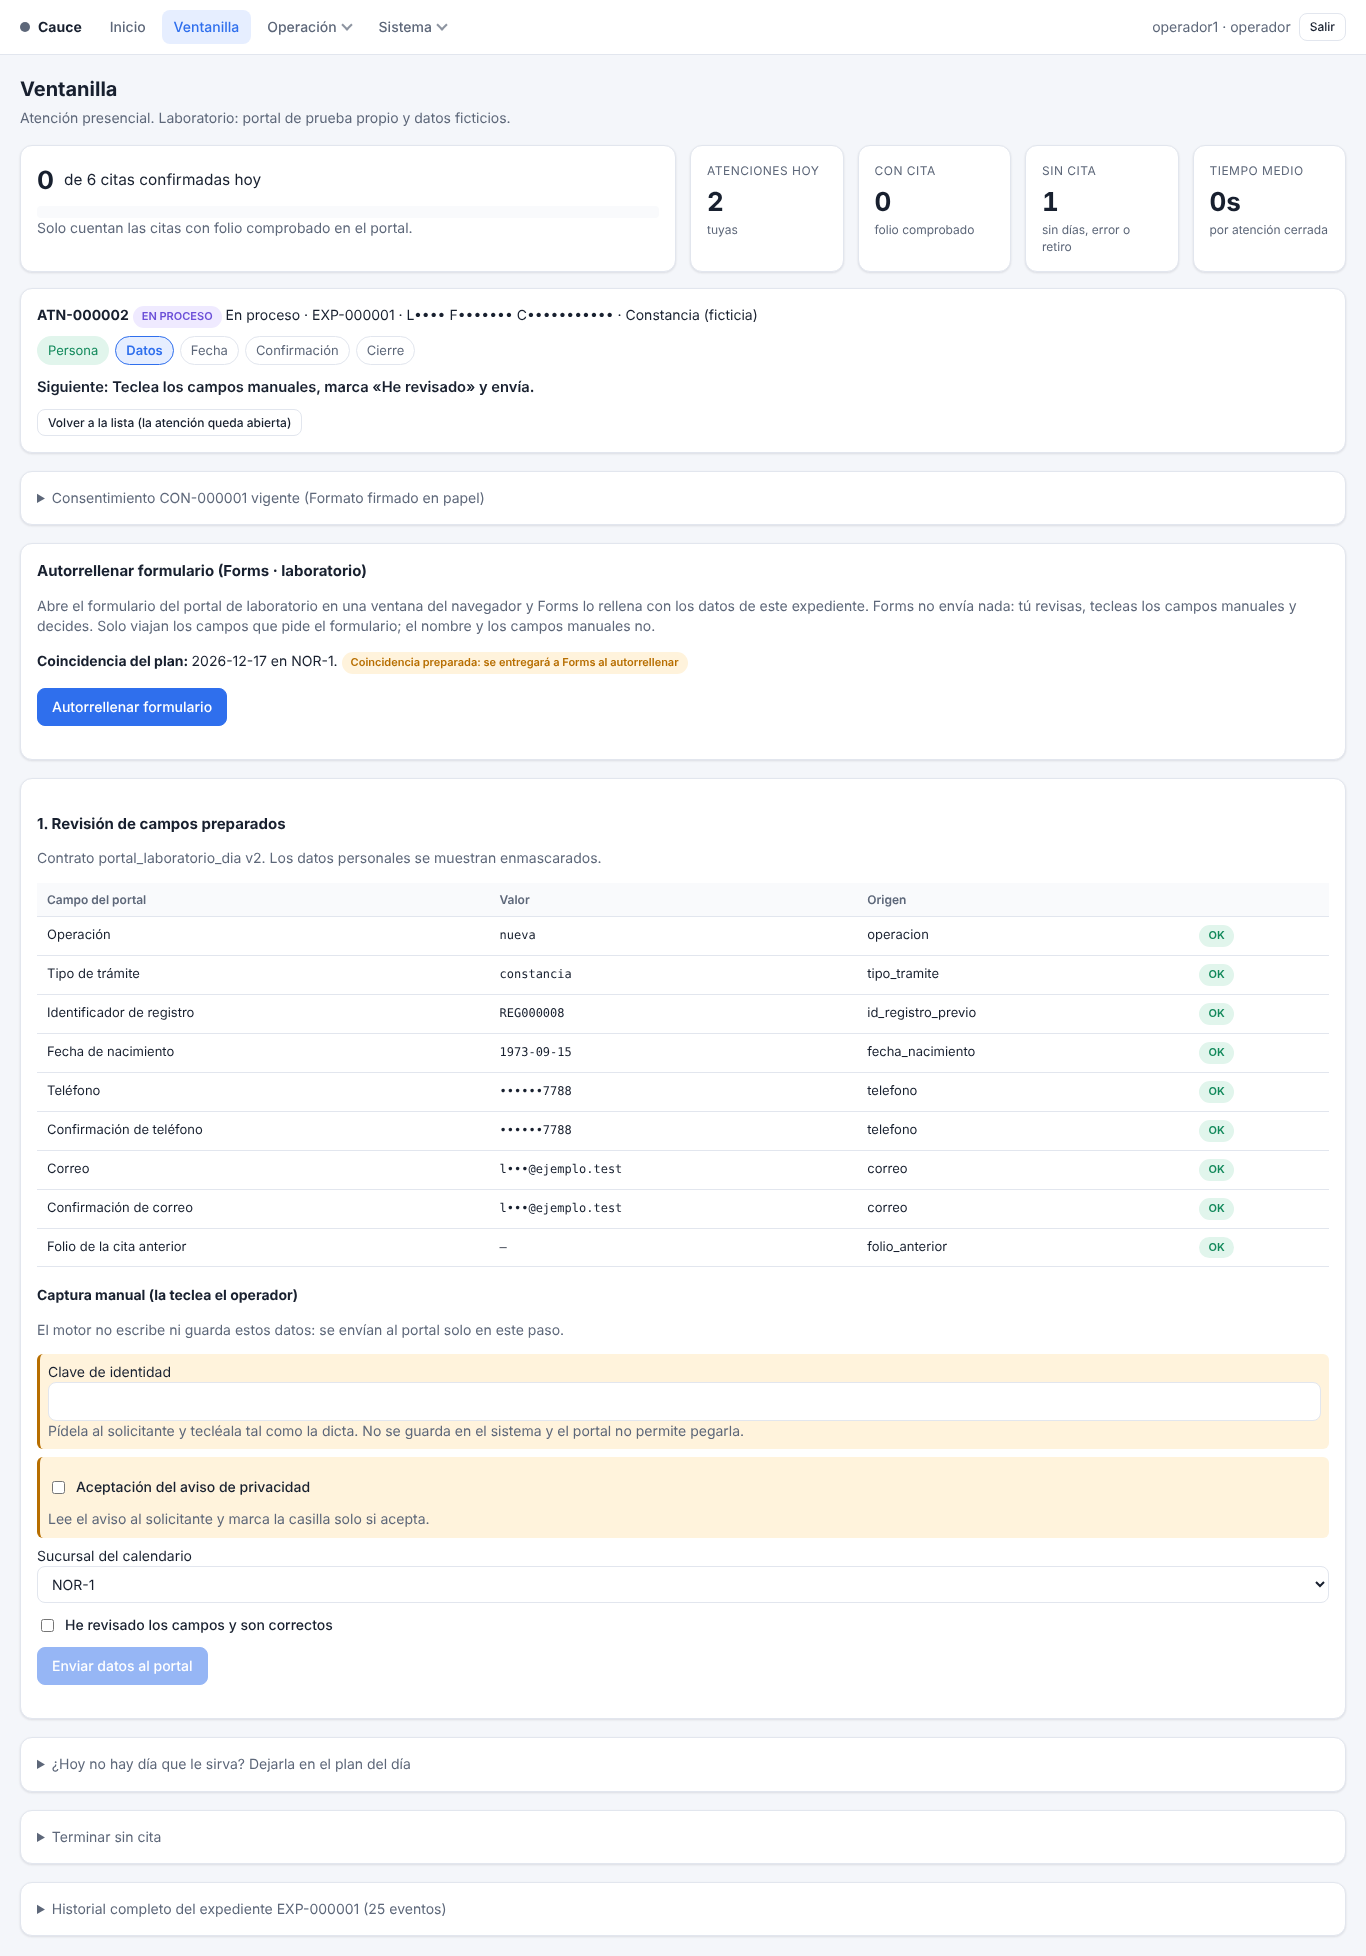 Cauce Inicio Ventanilla Operación Sistema operador1 · operador Salir
Ventanilla
Atención presencial. Laboratorio: portal de prueba propio y datos ficticios.
0 de 6 citas confirmadas hoy
Solo cuentan las citas con folio comprobado en el portal.
ATENCIONES HOY
2
tuyas
CON CITA
0
folio comprobado
SIN CITA
1
sin días, error o
retiro
TIEMPO MEDIO
0s
por atención cerrada
ATN-000002 EN PROCESO En proceso · EXP-000001 · L•••• F••••••• C••••••••••• · Constancia (ficticia)
Persona Datos Fecha Confirmación Cierre
Siguiente: Teclea los campos manuales, marca «He revisado» y envía.
Volver a la lista (la atención queda abierta)
Consentimiento CON-000001 vigente (Formato firmado en papel)
Autorrellenar formulario (Forms · laboratorio)
Abre el formulario del portal de laboratorio en una ventana del navegador y Forms lo rellena con los datos de este expediente. Forms no envía nada: tú revisas, tecleas los campos manuales y
decides. Solo viajan los campos que pide el formulario; el nombre y los campos manuales no.
Coincidencia del plan: 2026-12-17 en NOR-1. Coincidencia preparada: se entregará a Forms al autorrellenar
Autorrellenar formulario
1. Revisión de campos preparados
Contrato portal_laboratorio_dia v2. Los datos personales se muestran enmascarados.
Campo del portal Valor Origen
Operación nueva operacion OK
Tipo de trámite constancia tipo_tramite OK
Identificador de registro REG000008 id_registro_previo OK
Fecha de nacimiento 1973-09-15 fecha_nacimiento OK
Teléfono ••••••7788 telefono OK
Confirmación de teléfono ••••••7788 telefono OK
Correo l•••@ejemplo.test correo OK
Confirmación de correo l•••@ejemplo.test correo OK
Folio de la cita anterior — folio_anterior OK
Captura manual (la teclea el operador)
El motor no escribe ni guarda estos datos: se envían al portal solo en este paso.
Clave de identidad
Pídela al solicitante y tecléala tal como la dicta. No se guarda en el sistema y el portal no permite pegarla.
Aceptación del aviso de privacidad
Lee el aviso al solicitante y marca la casilla solo si acepta.
Sucursal del calendario
NOR-1
He revisado los campos y son correctos
Enviar datos al portal
¿Hoy no hay día que le sirva? Dejarla en el plan del día
Terminar sin cita
Historial completo del expediente EXP-000001 (25 eventos)